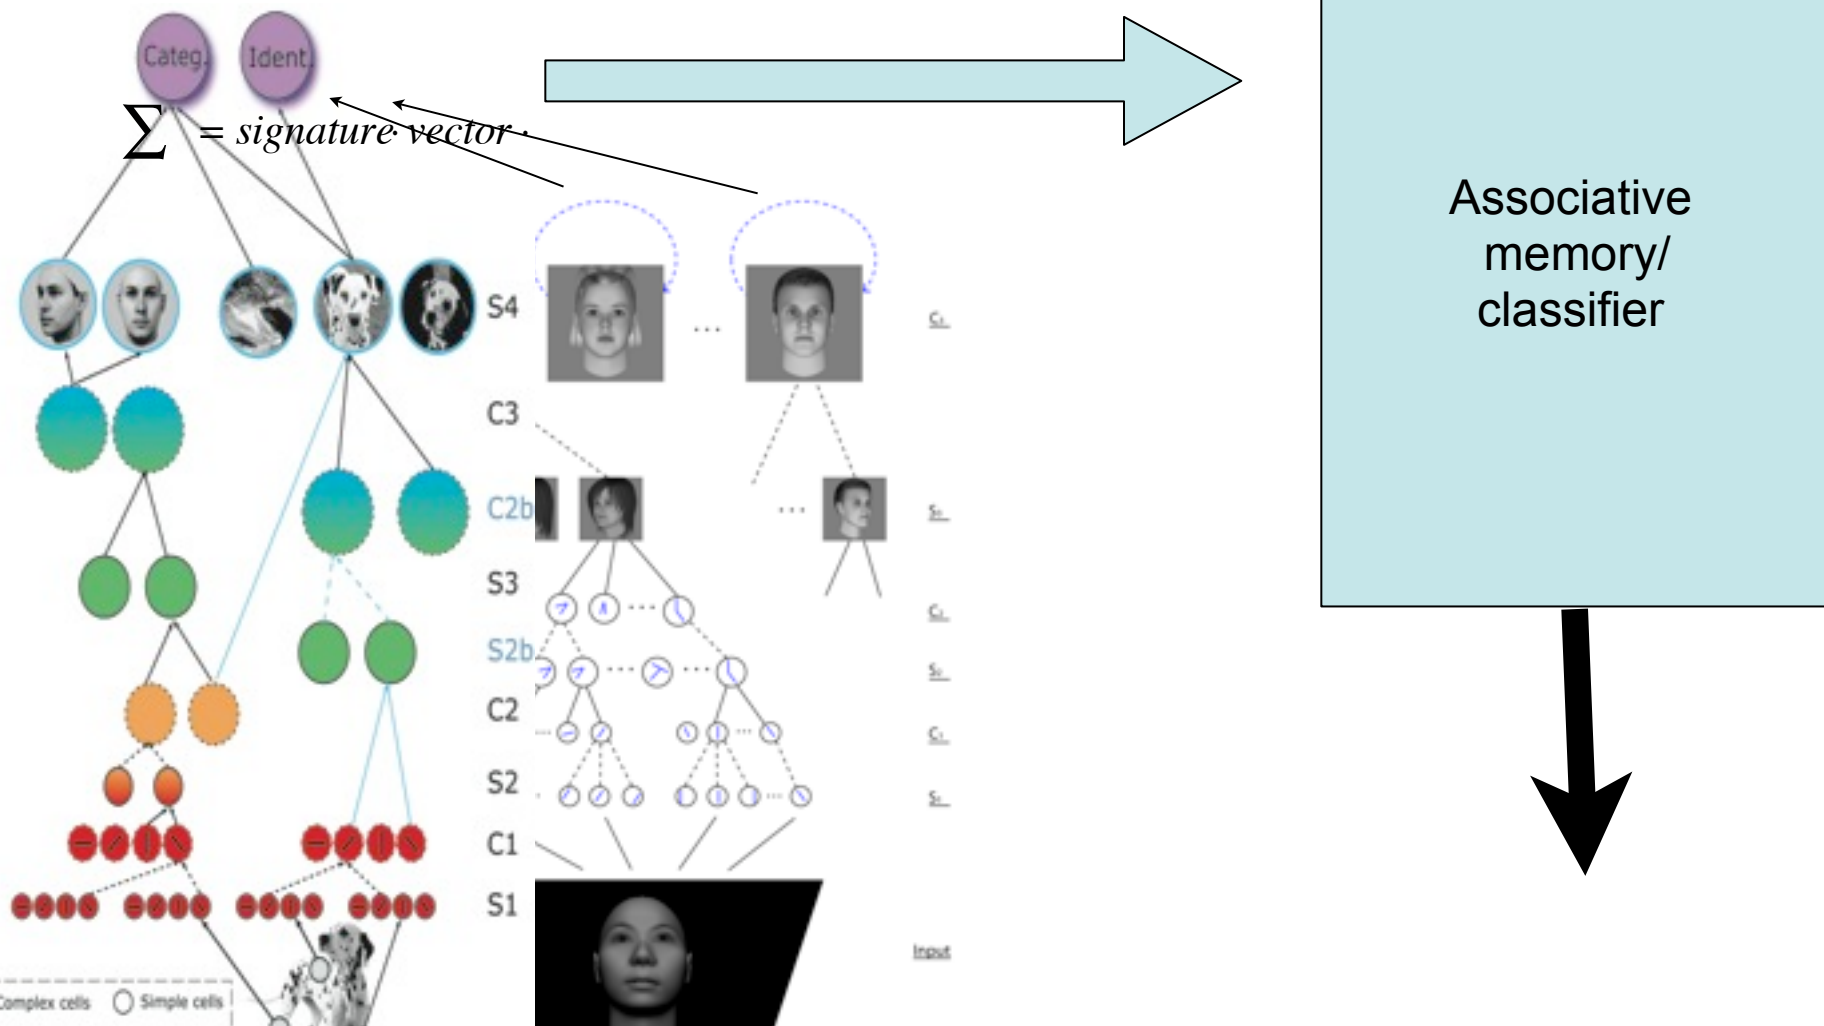 Categ.
Ident.
∑ = signature· vector ·
Associative
memory/
classifier
S4
C3
C2b
S3
S2b
C2
S2
C1
S1
Input
Complex cells
Simple cells